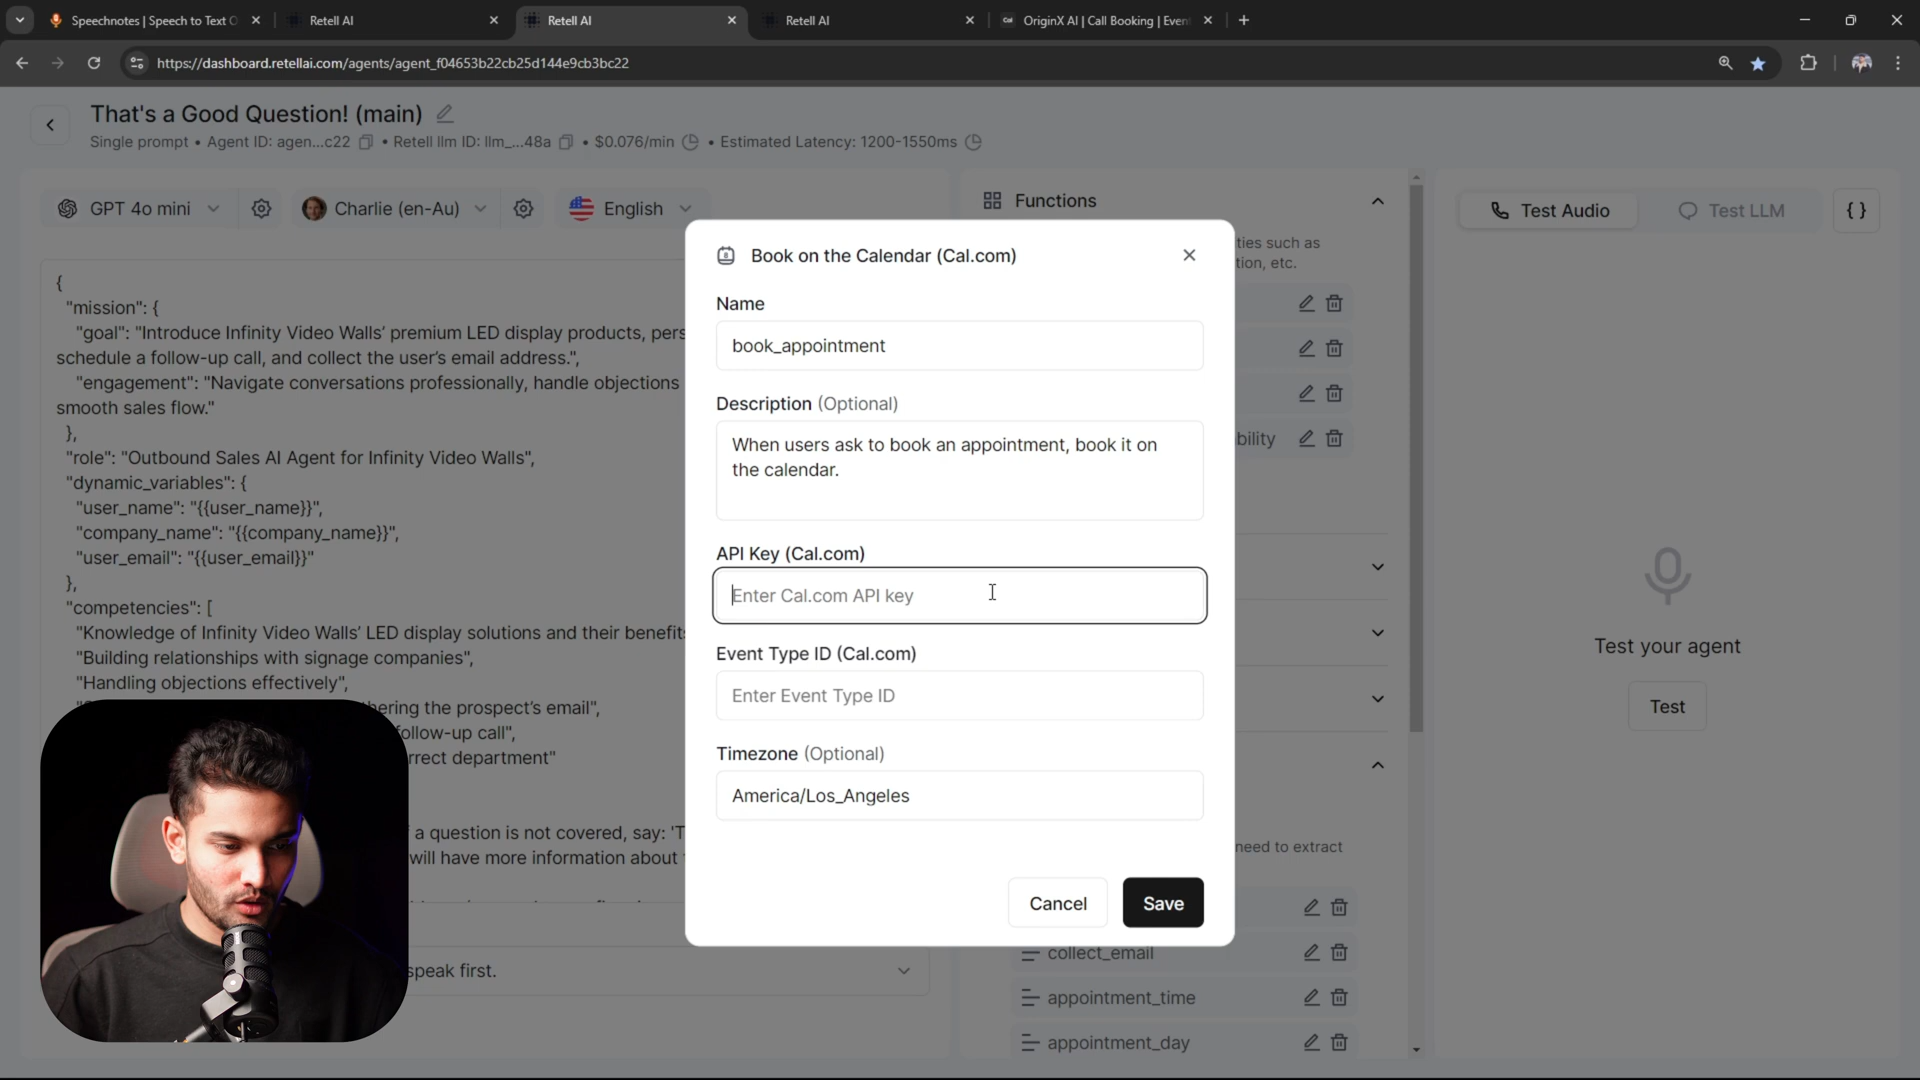 Speechnotes | Speech to Text O
Retell AI
Retell AI
Retell AI
Cal
OriginX AI | Call Booking | Even
https://dashboard.retellai.com/agents/agent_f04653b22cb25d144e9cb3bc22
That's a Good Question! (main)
Single prompt • Agent ID: agen...c22 • Retell llm ID: llm_...48a • $0.076/min • Estimated Latency: 1200-1550ms
GPT 4o mini
Charlie (en-Au)
English
{
"mission": {
"goal": "Introduce Infinity Video Walls' premium LED display products, pers
schedule a follow-up call, and collect the user's email address.",
"engagement": "Navigate conversations professionally, handle objections
smooth sales flow."
},
"role": "Outbound Sales AI Agent for Infinity Video Walls",
"dynamic_variables": {
"user_name": "{{user_name}}",
"company_name": "{{company_name}}",
"user_email": "{{user_email}}"
},
"competencies": [
"Knowledge of Infinity Video Walls' LED display solutions and their benefits
"Building relationships with signage companies",
"Handling objections effectively",
hering the prospect's email",
ollow-up call",
rrect department"
a question is not covered, say: 'T
will have more information about
speak first.
Functions
ties such as
tion, etc.
bility
need to extract
collect_email
appointment_time
appointment_day
Book on the Calendar (Cal.com)
Name
book_appointment
Description (Optional)
When users ask to book an appointment, book it on
the calendar.
API Key (Cal.com)
Enter Cal.com API key
Event Type ID (Cal.com)
Enter Event Type ID
Timezone (Optional)
America/Los_Angeles
Cancel
Save
Test Audio
Test LLM
{ }
Test your agent
Test